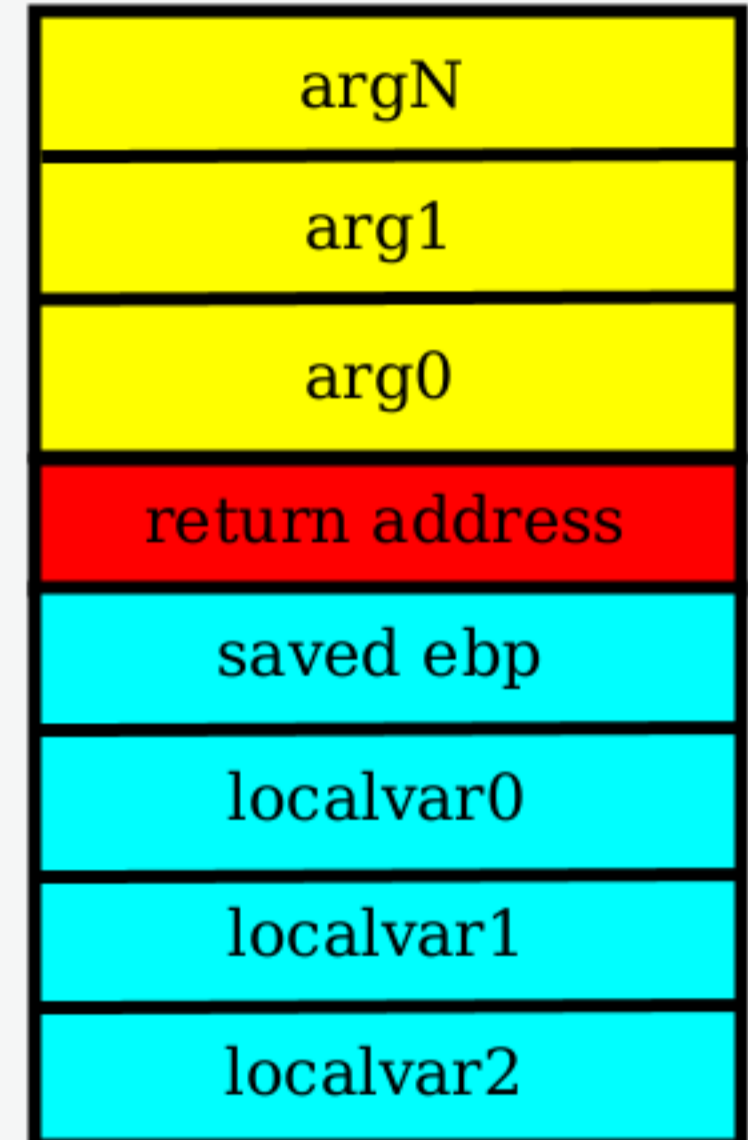 argN
arg1
arg0
return address
saved ebp
localvar0
localvar1
localvar2